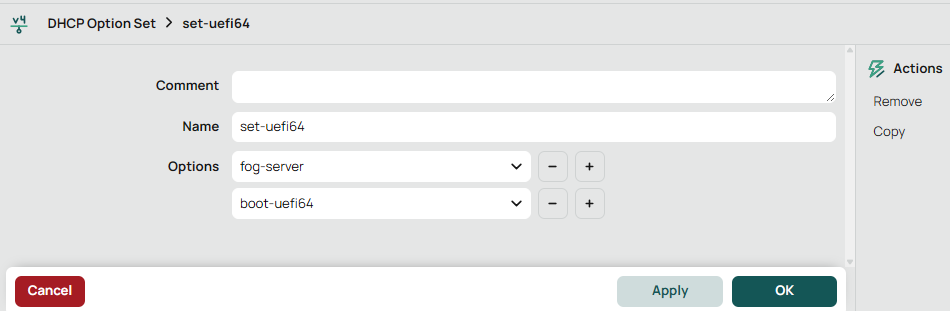 v4
DHCP Option Set > set-uefi64
Actions
Comment
Remove
Name set-uefi64
Copy
Options fog-server − +
boot-uefi64 − +
Cancel Apply OK